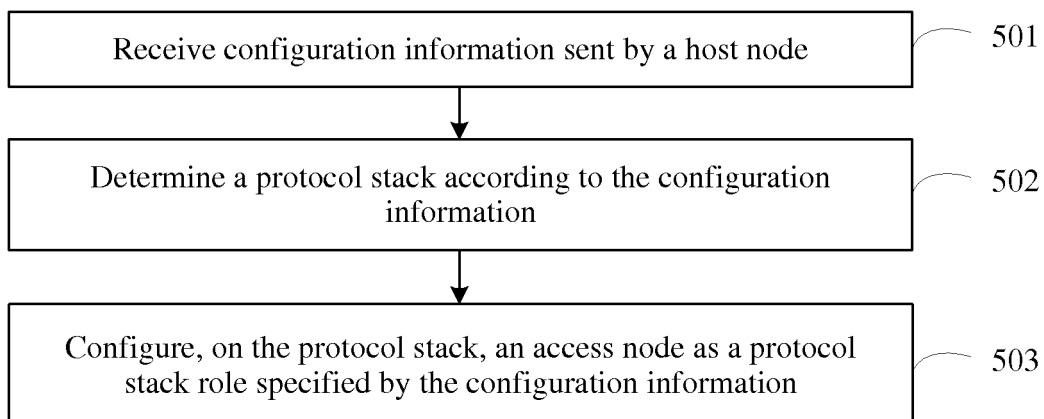 Receive configuration information sent by a host node
501
Determine a protocol stack according to the configuration
information
502
Configure, on the protocol stack, an access node as a protocol
stack role specified by the configuration information
503